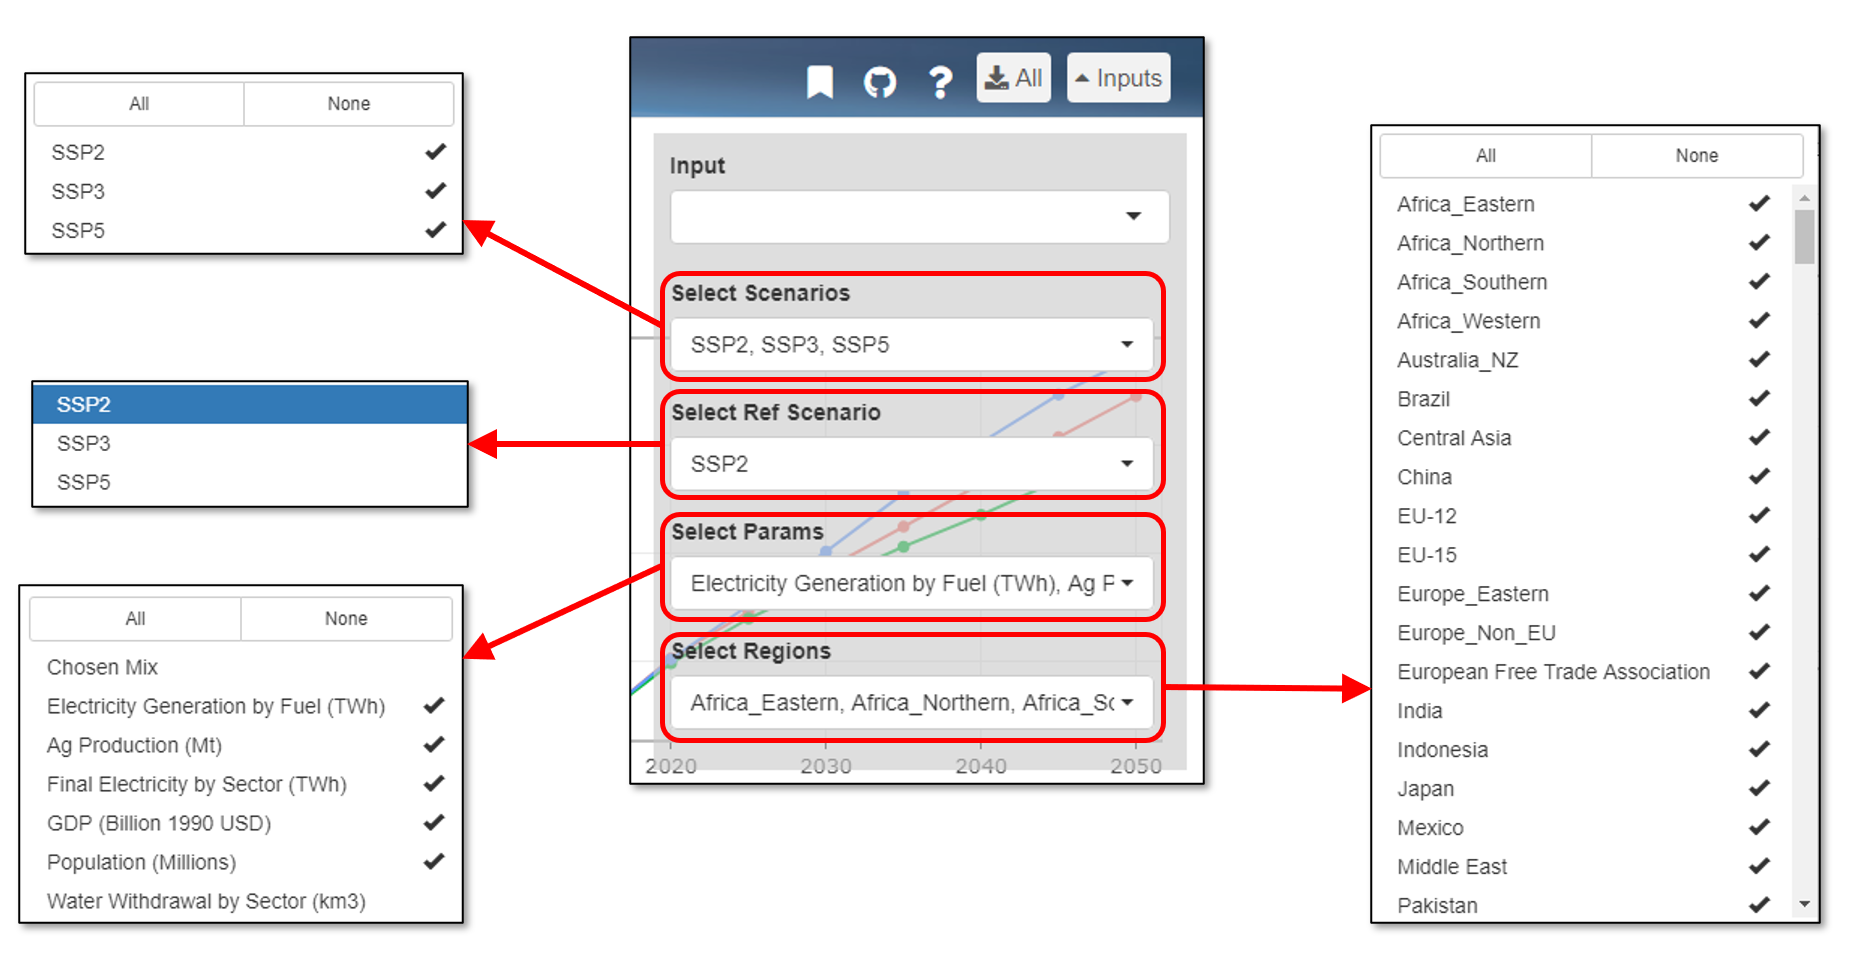 All None
SSP2
SSP3
SSP5
SSP2
SSP3
SSP5
All None
Chosen Mix
Electricity Generation by Fuel (TWh)
Ag Production (Mt)
Final Electricity by Sector (TWh)
GDP (Billion 1990 USD)
Population (Millions)
Water Withdrawal by Sector (km3)
? All Inputs
Input
Select Scenarios
SSP2, SSP3, SSP5
Select Ref Scenario
SSP2
Select Params
Electricity Generation by Fuel (TWh), Ag P
Select Regions
Africa_Eastern, Africa_Northern, Africa_So
2020 2030 2040 2050
All None
Africa_Eastern
Africa_Northern
Africa_Southern
Africa_Western
Australia_NZ
Brazil
Central Asia
China
EU-12
EU-15
Europe_Eastern
Europe_Non_EU
European Free Trade Association
India
Indonesia
Japan
Mexico
Middle East
Pakistan